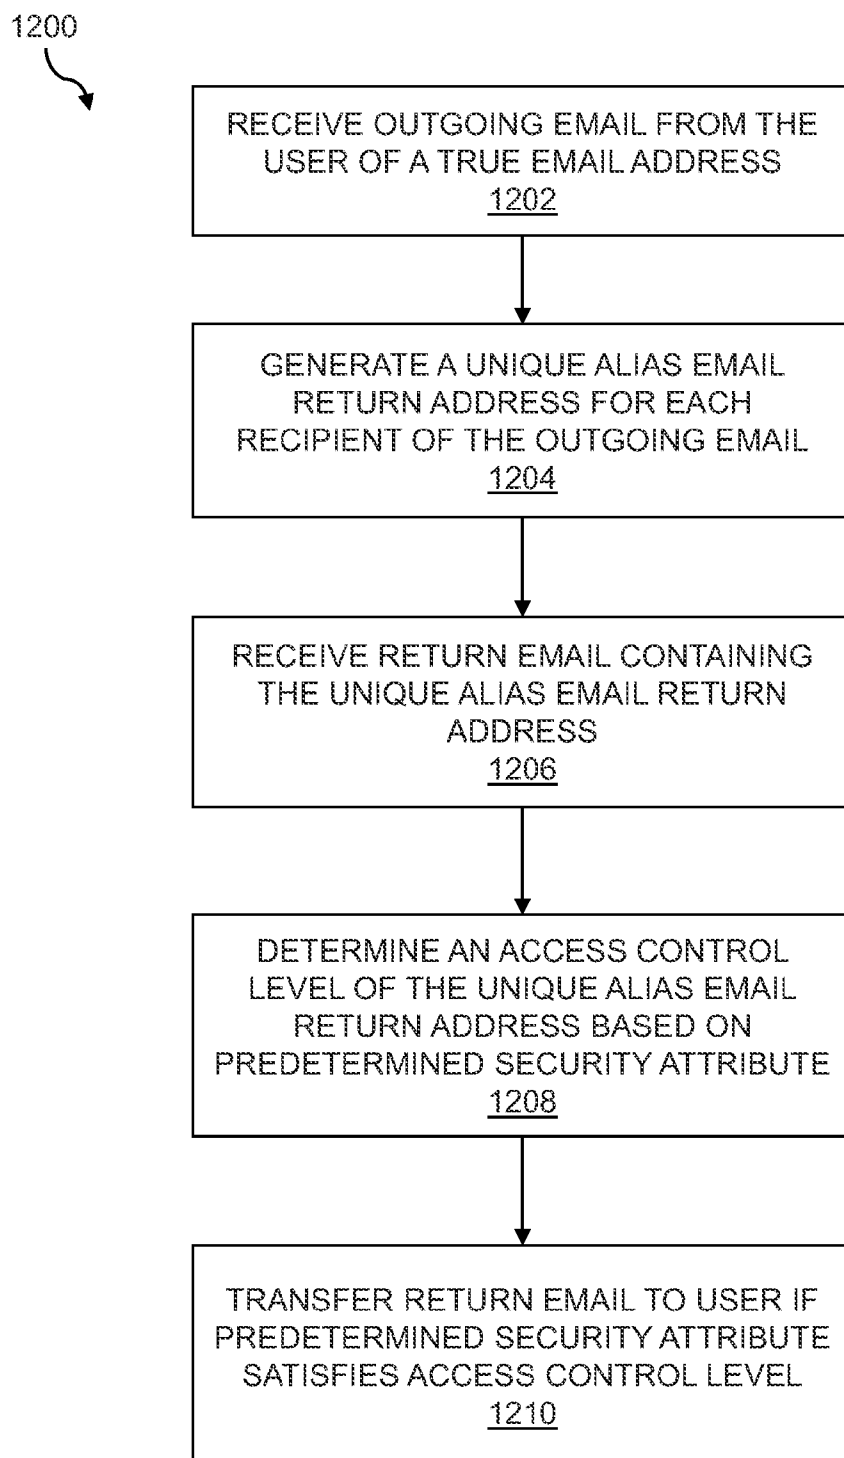 1200
RECEIVE OUTGOING EMAIL FROM THE
USER OF A TRUE EMAIL ADDRESS
1202
GENERATE A UNIQUE ALIAS EMAIL
RETURN ADDRESS FOR EACH
RECIPIENT OF THE OUTGOING EMAIL
1204
RECEIVE RETURN EMAIL CONTAINING
THE UNIQUE ALIAS EMAIL RETURN
ADDRESS
1206
DETERMINE AN ACCESS CONTROL
LEVEL OF THE UNIQUE ALIAS EMAIL
RETURN ADDRESS BASED ON
PREDETERMINED SECURITY ATTRIBUTE
1208
TRANSFER RETURN EMAIL TO USER IF
PREDETERMINED SECURITY ATTRIBUTE
SATISFIES ACCESS CONTROL LEVEL
1210